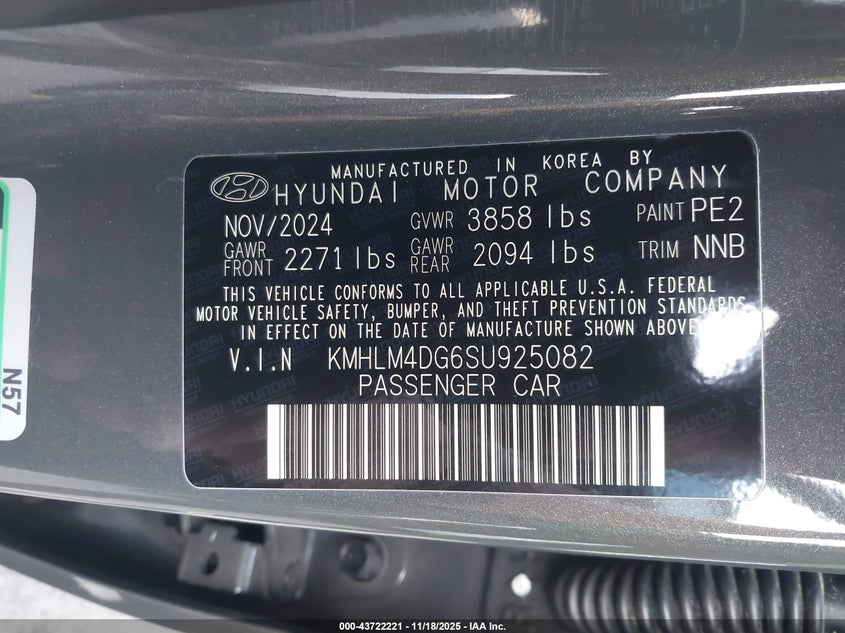 MANUFACTURED IN KOREA BY
HYUNDAI MOTOR COMPANY
NOV/2024 GVWR 3858 lbs PAINT PE2
GAWR FRONT 2271 lbs GAWR REAR 2094 lbs TRIM NNB
THIS VEHICLE CONFORMS TO ALL APPLICABLE U.S.A. FEDERAL
MOTOR VEHICLE SAFETY, BUMPER, AND THEFT PREVENTION STANDARDS
IN EFFECT ON THE DATE OF MANUFACTURE SHOWN ABOVE
V.I.N KMHLM4DG6SU925082
PASSENGER CAR
N57
000-43722221 - 11/18/2025 - IAA Inc.